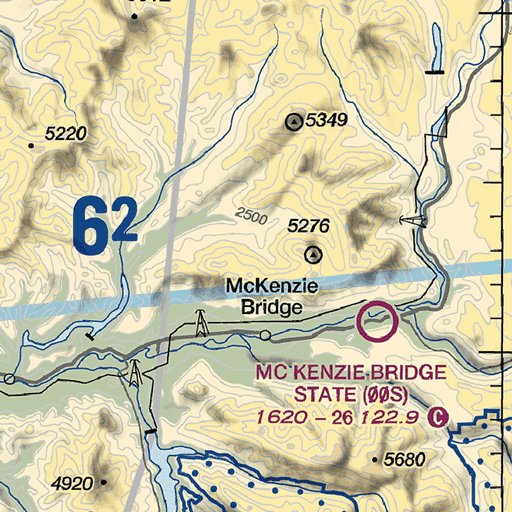 5349
5220
62
2500
5276
McKenzie
Bridge
MC KENZIE BRIDGE
STATE (ØØS)
1620 – 26 122.9 C
5680
4920